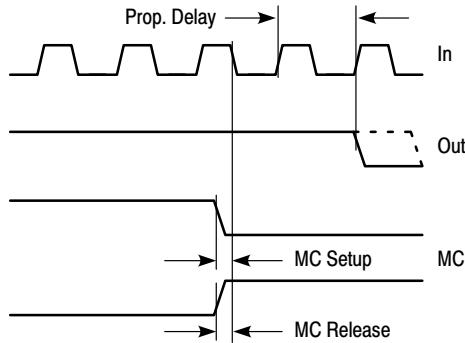 Prop. Delay
In
Out
MC Setup
MC
MC Release